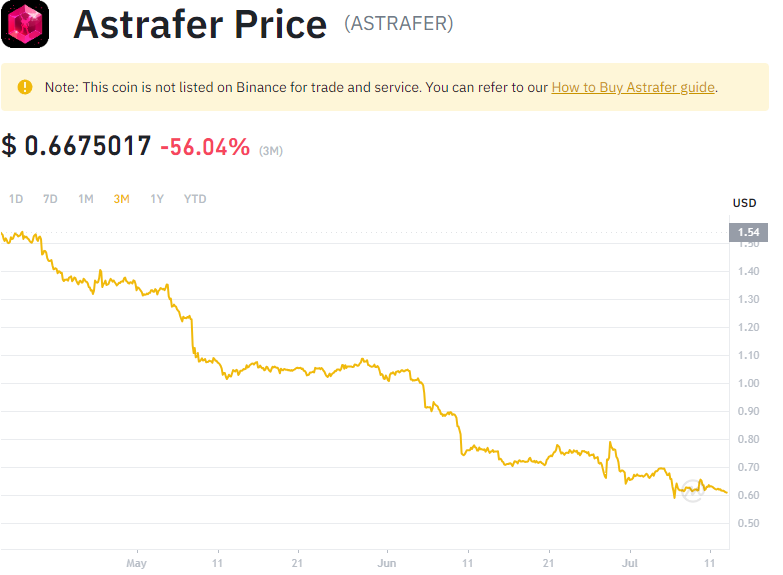 Astrafer Price (ASTRAFER)
Note: This coin is not listed on Binance for trade and service. You can refer to our How to Buy Astrafer guide.
$ 0.6675017 -56.04% (3M)
1D 7D 1M 3M 1Y YTD
USD
1.54
1.50
1.40
1.30
1.20
1.10
1.00
0.90
0.80
0.70
0.60
0.50
May 11 21 Jun 11 21 Jul 11